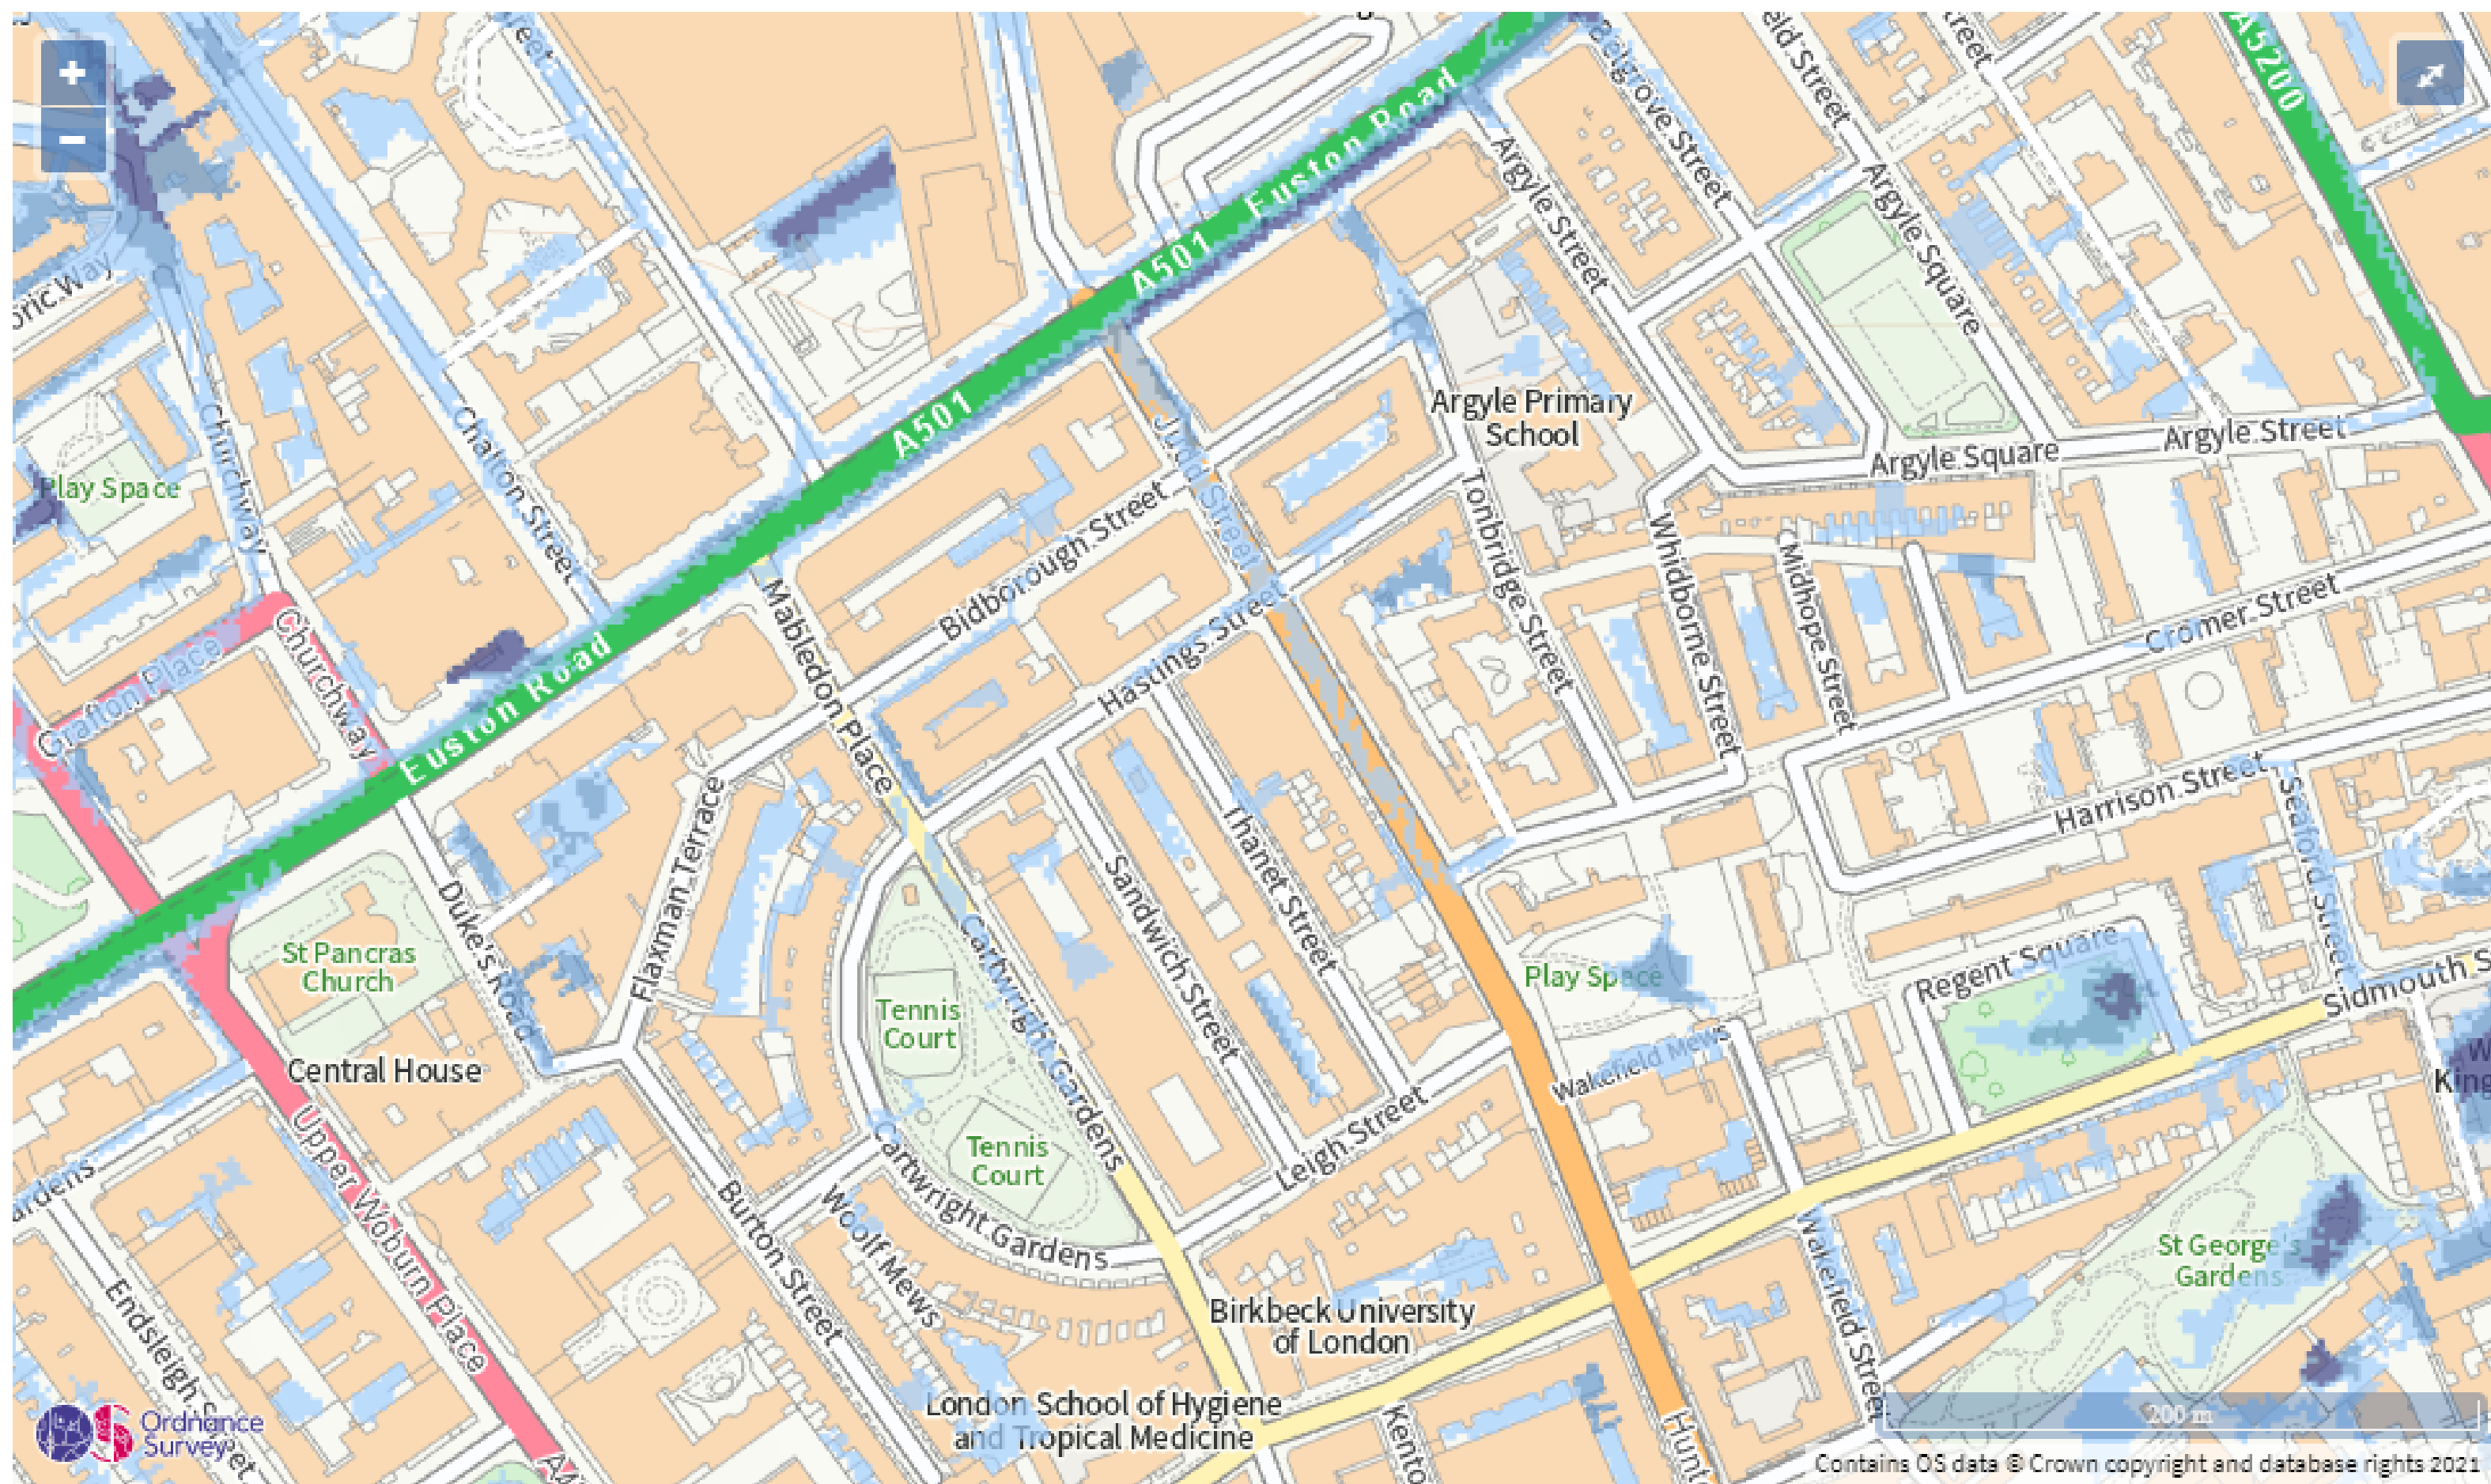 +
−
Belgrove Street
A5200
Euston Road
A501
Argyle Street
Argyle Square
Churchway
Play Space
Chalton Street
A501
Judd Street
Argyle Primary
School
Argyle Square
Argyle Street
Bidborough Street
Tonbridge Street
Whidborne Street
Midhope Street
Cromer Street
Mabledon Place
Hastings Street
Grafton Place
Churchway
Euston Road
Harrison Street
Seaford Street
Flaxman Terrace
Thanet Street
Sandwich Street
Duke's Road
St Pancras
Church
Cartwright Gardens
Tennis
Court
Play Space
Regent Square
Sidmouth S
Central House
Wakefield Mews
Tennis
Court
Leigh Street
Upper Woburn Place
Burton Street
Woolf Mews
Cartwright Gardens
Wakefield Street
St George's
Gardens
Endsleigh Street
Birkbeck University
of London
London School of Hygiene
and Tropical Medicine
Ordnance
Survey
200 m
Contains OS data © Crown copyright and database rights 2021